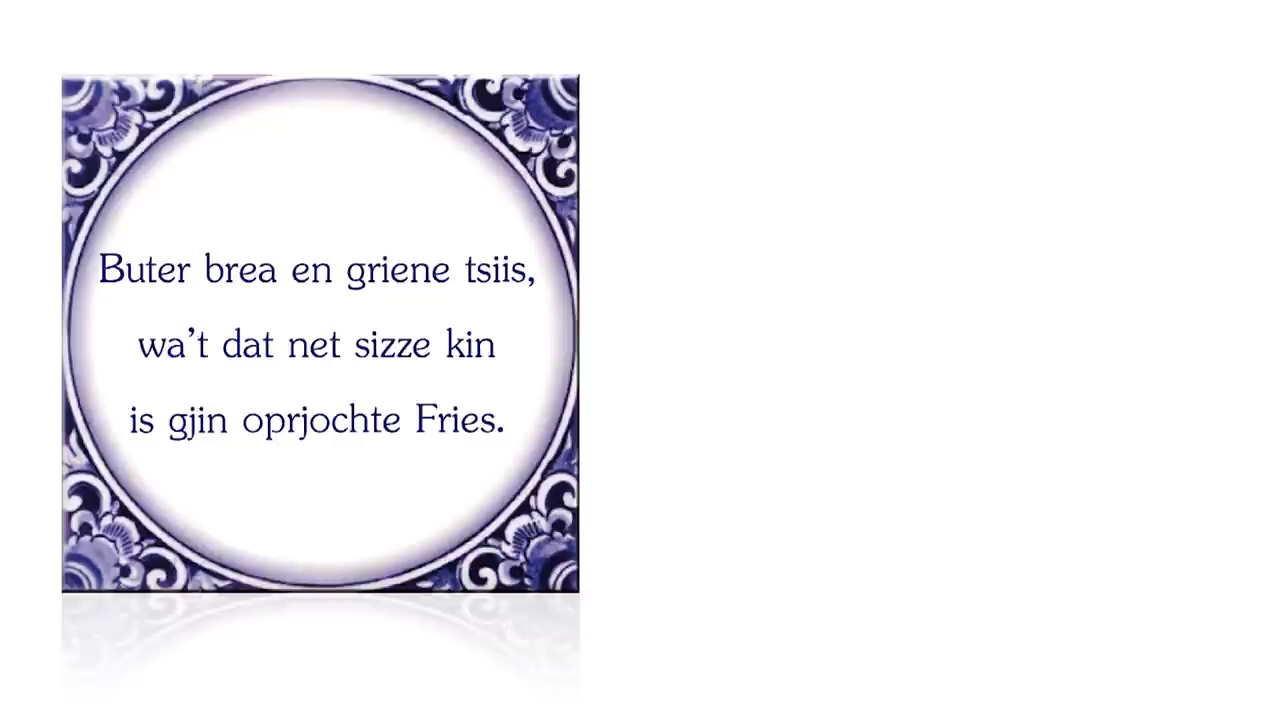 Buter brea en griene tsiis,
wa’t dat net sizze kin
is gjin oprjochte Fries.